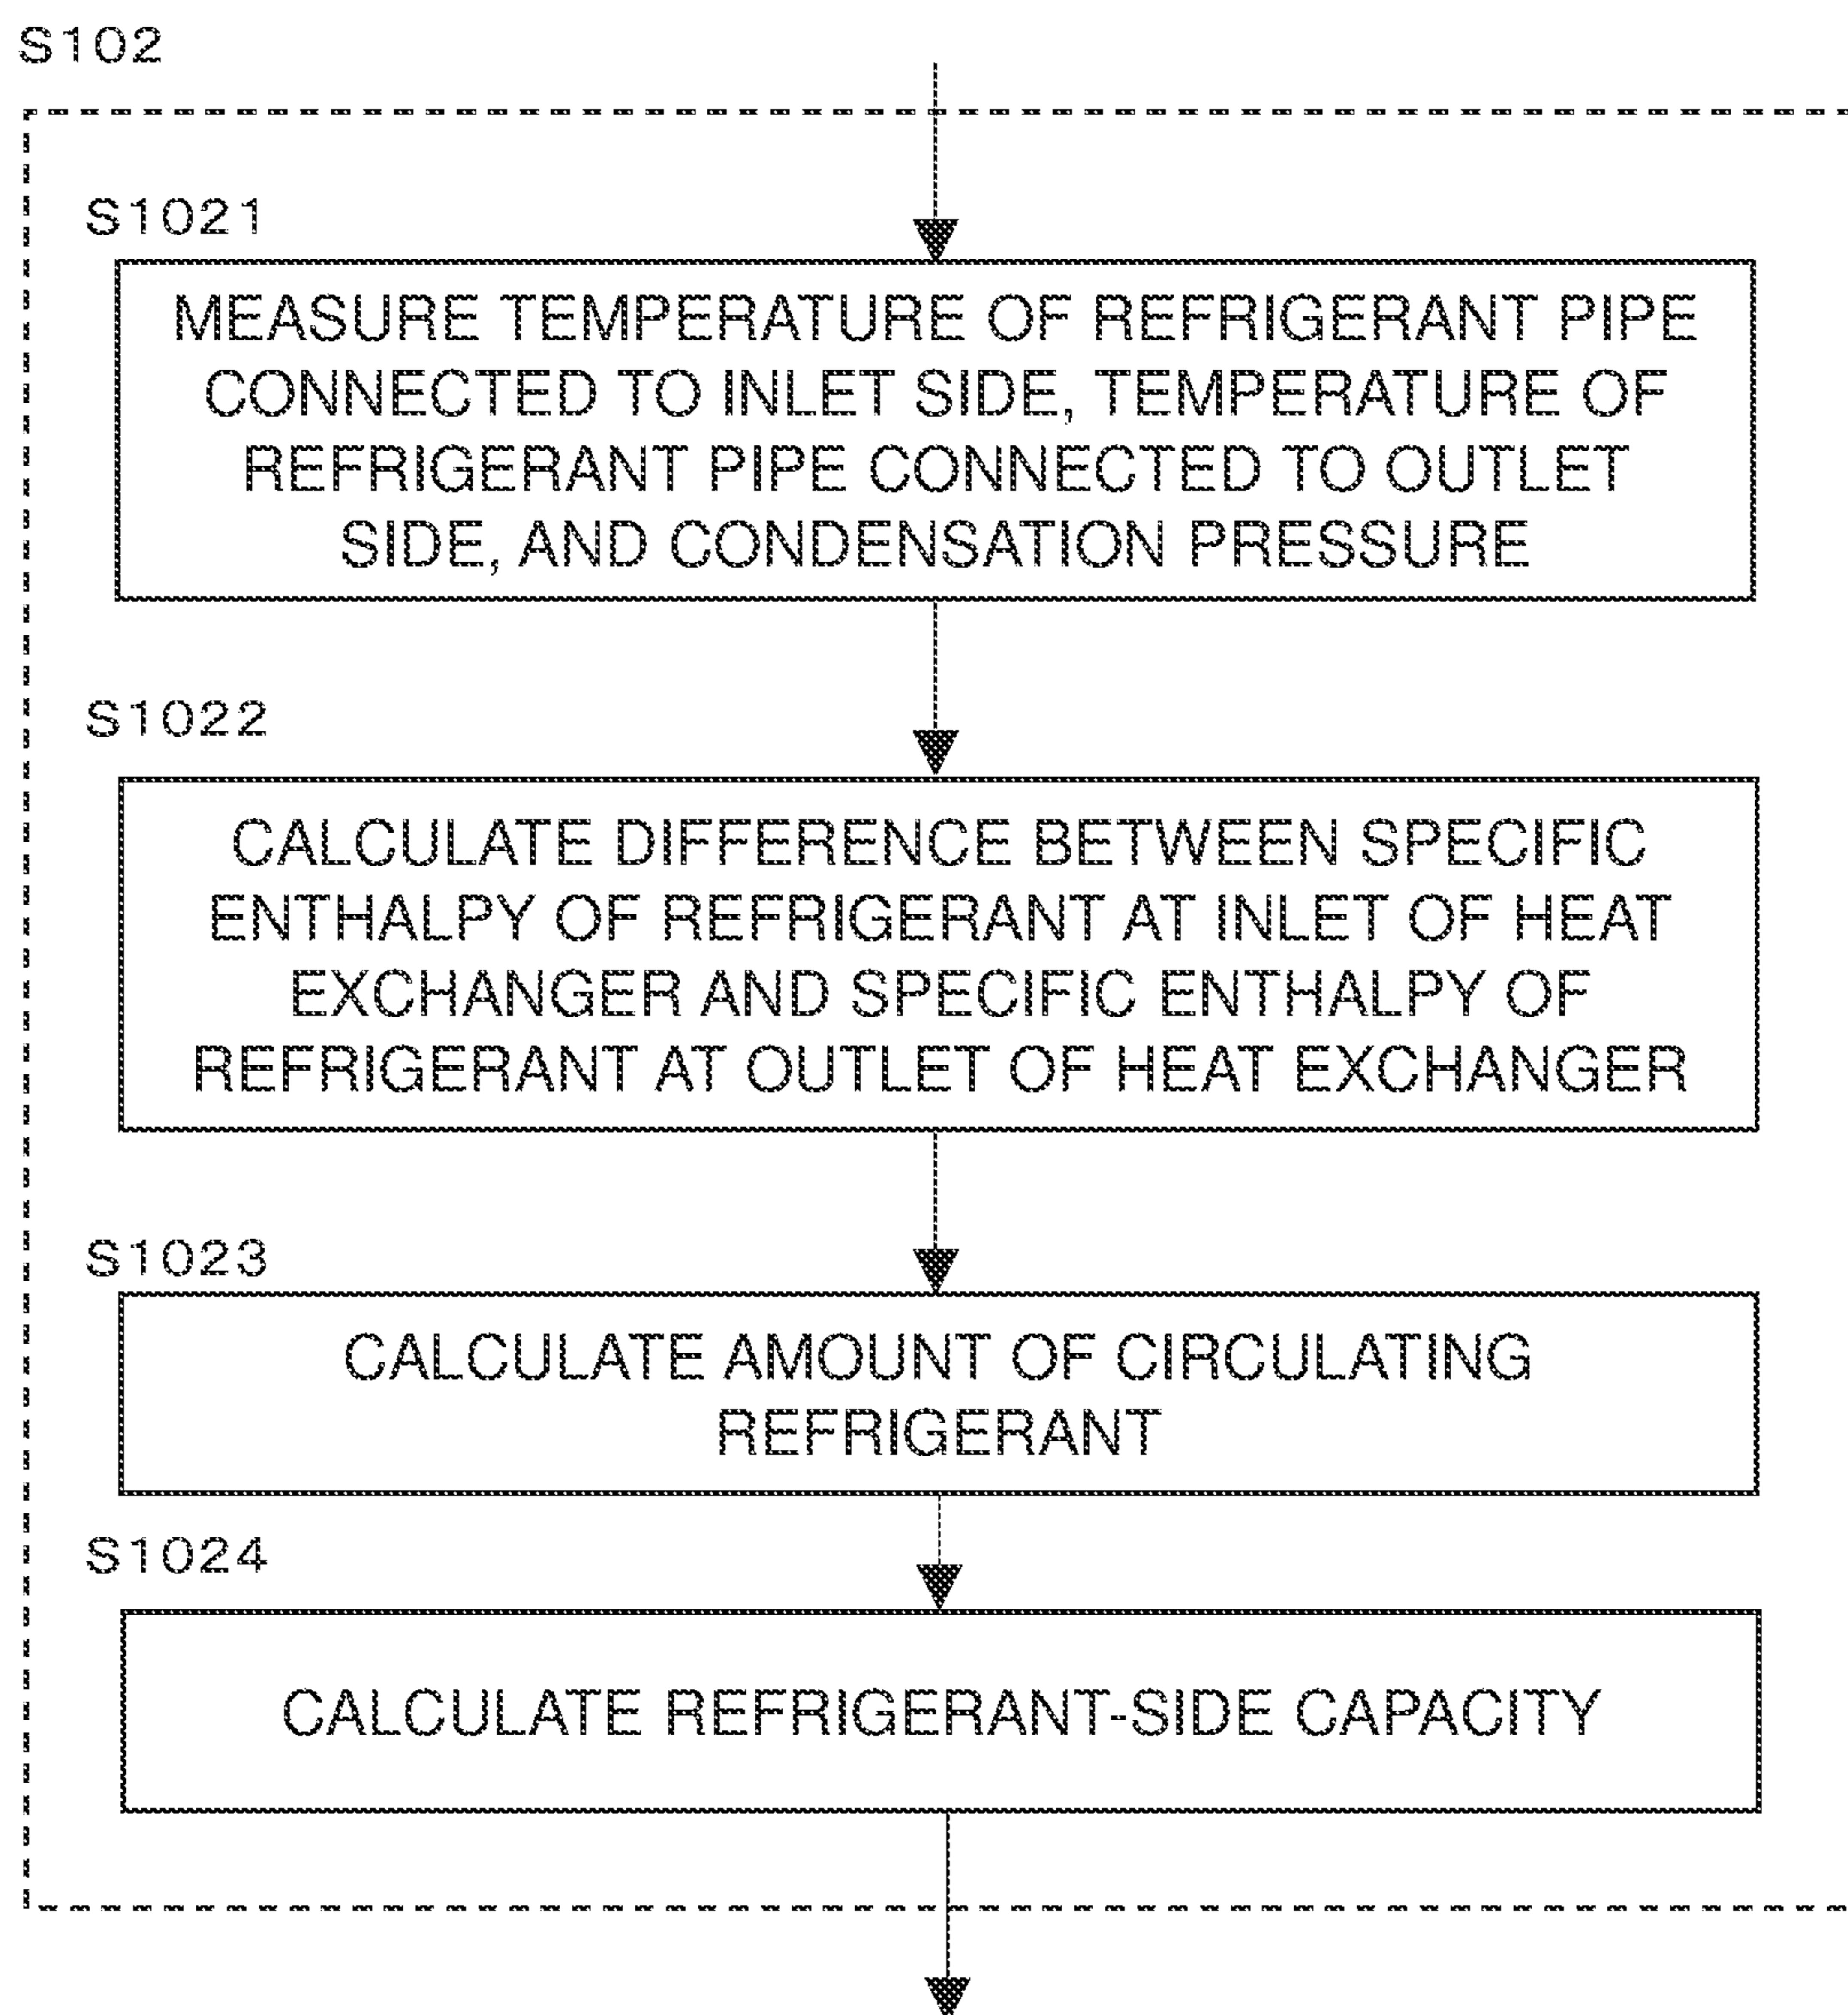 S102
S1021
MEASURE TEMPERATURE OF REFRIGERANT PIPE
CONNECTED TO INLET SIDE, TEMPERATURE OF
REFRIGERANT PIPE CONNECTED TO OUTLET
SIDE, AND CONDENSATION PRESSURE
S1022
CALCULATE DIFFERENCE BETWEEN SPECIFIC
ENTHALPY OF REFRIGERANT AT INLET OF HEAT
EXCHANGER AND SPECIFIC ENTHALPY OF
REFRIGERANT AT OUTLET OF HEAT EXCHANGER
S1023
CALCULATE AMOUNT OF CIRCULATING
REFRIGERANT
S1024
CALCULATE REFRIGERANT-SIDE CAPACITY